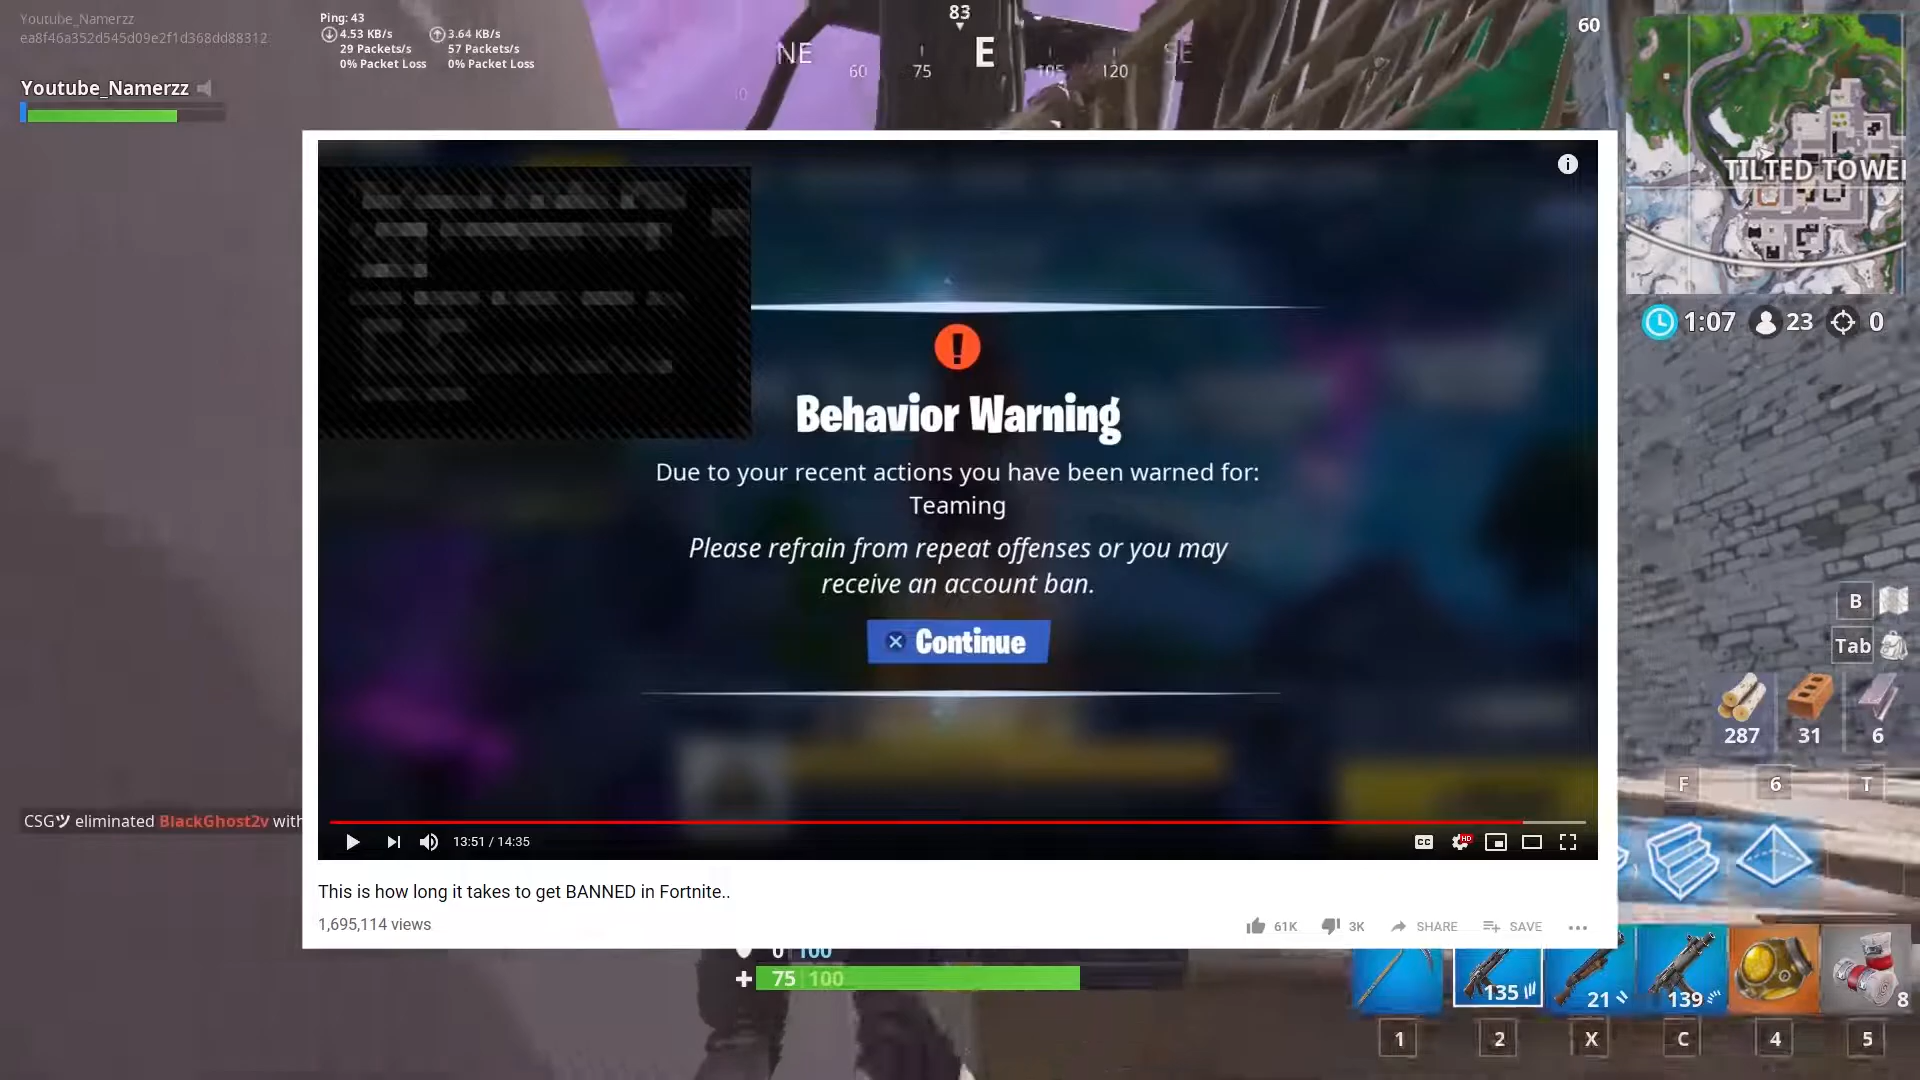 Youtube_Namerzz
ea8f46a352d545d09e2f1d368dd88312
Ping: 43
4.53 KB/s 3.64 KB/s
29 Packets/s 57 Packets/s
0% Packet Loss 0% Packet Loss
83
NE E SE
60 75 105 120
60
Youtube_Namerzz
TILTED TOWE
1:07 23 0
Behavior Warning
Due to your recent actions you have been warned for:
Teaming
Please refrain from repeat offenses or you may
receive an account ban.
Continue
B
Tab
287 31 6
F 6 T
CSGツ eliminated BlackGhost2v with
13:51 / 14:35
CC HD
This is how long it takes to get BANNED in Fortnite..
1,695,114 views
61K 3K SHARE SAVE
0 100
75 100
135 21 139 8
1 2 X C 4 5